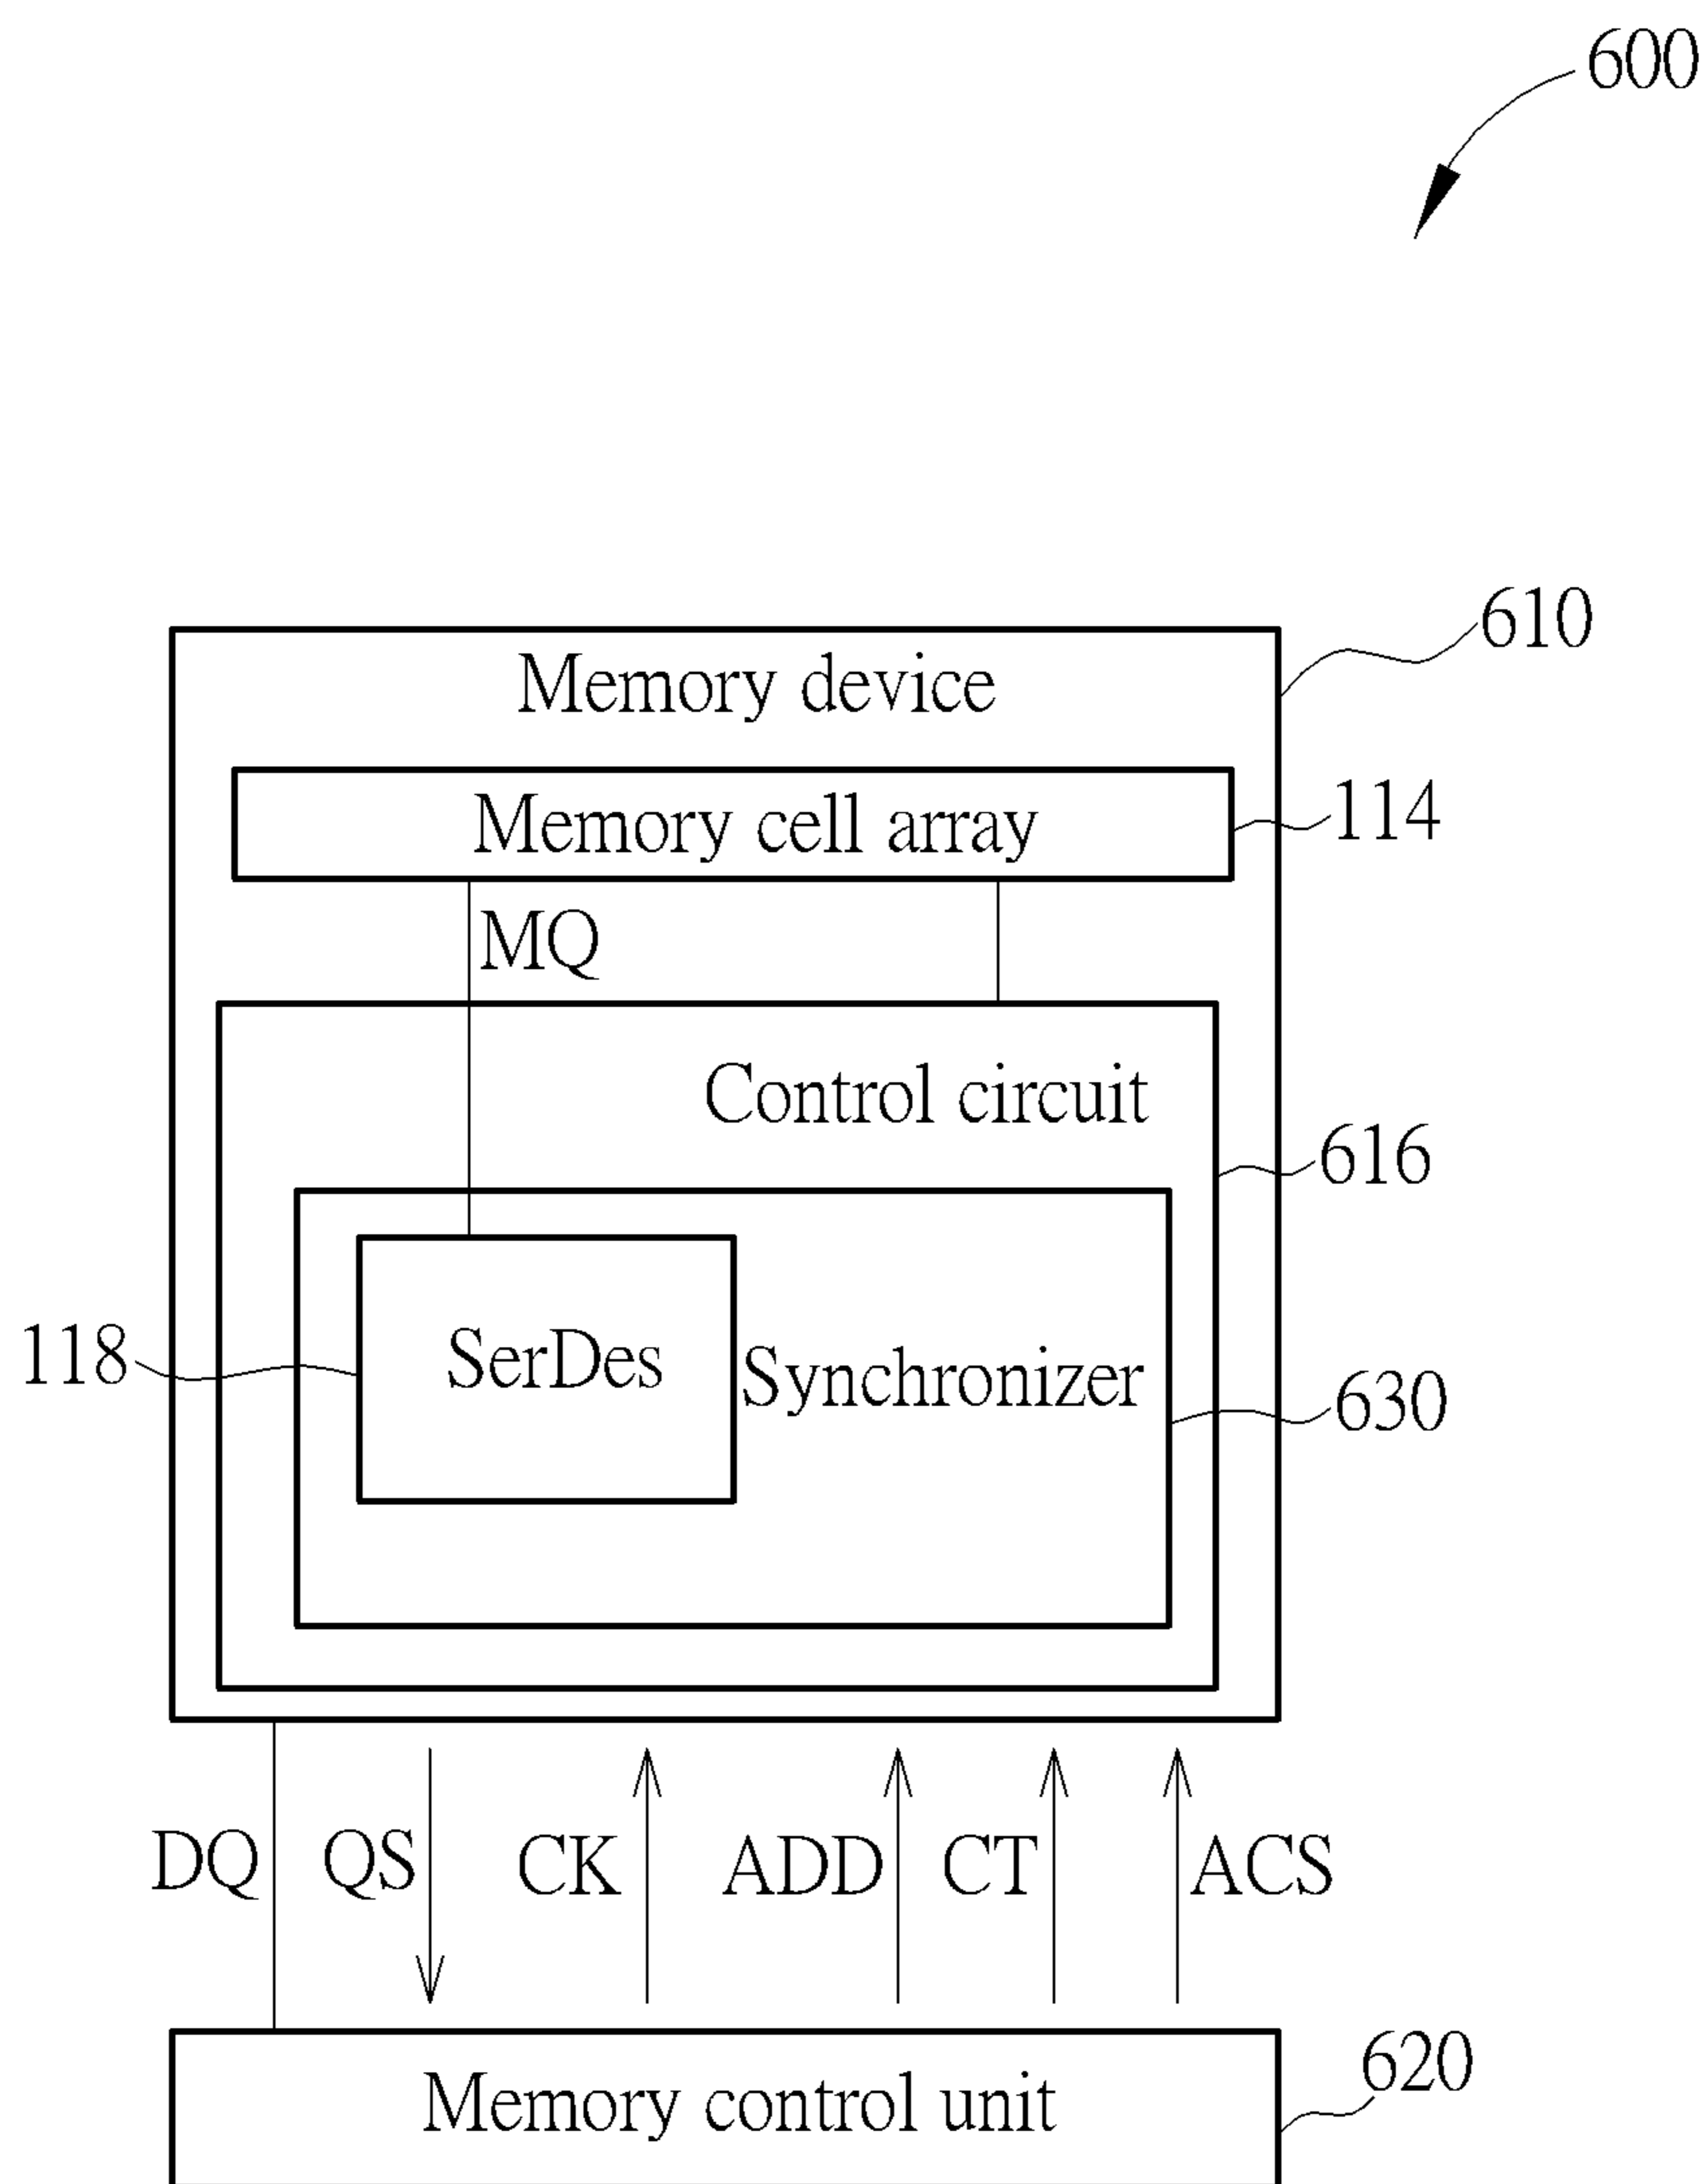 600
610
Memory device
Memory cell array
114
MQ
Control circuit
616
118
SerDes
Synchronizer
630
DQ QS CK ADD CT ACS
620
Memory control unit